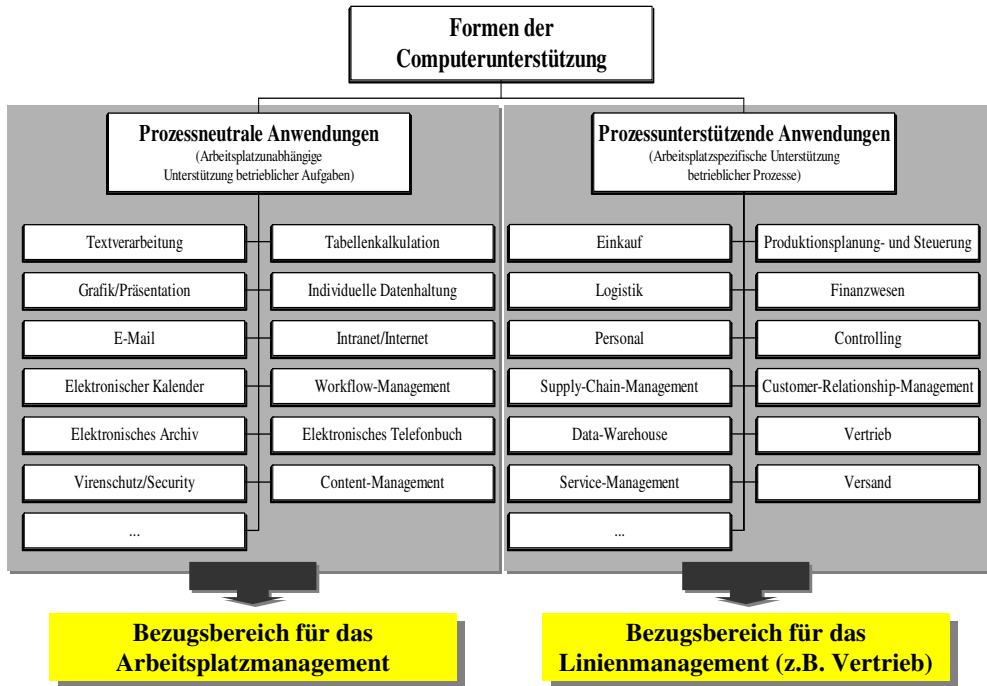 Formen der
Computerunterstützung
Prozessneutrale Anwendungen
(Arbeitsplatzunabhängige
Unterstützung betrieblicher Aufgaben)
Textverarbeitung
Tabellenkalkulation
Grafik/Präsentation
Individuelle Datenhaltung
E-Mail
Intranet/Internet
Elektronischer Kalender
Workflow-Management
Elektronisches Archiv
Elektronisches Telefonbuch
Virenschutz/Security
Content-Management
...
Bezugsbereich für das
Arbeitsplatzmanagement
Prozessunterstützende Anwendungen
(Arbeitsplatzspezifische Unterstützung
betrieblicher Prozesse)
Einkauf
Produktionsplanung- und Steuerung
Logistik
Finanzwesen
Personal
Controlling
Supply-Chain-Management
Customer-Relationship-Management
Data-Warehouse
Vertrieb
Service-Management
Versand
...
Bezugsbereich für das
Linienmanagement (z.B. Vertrieb)